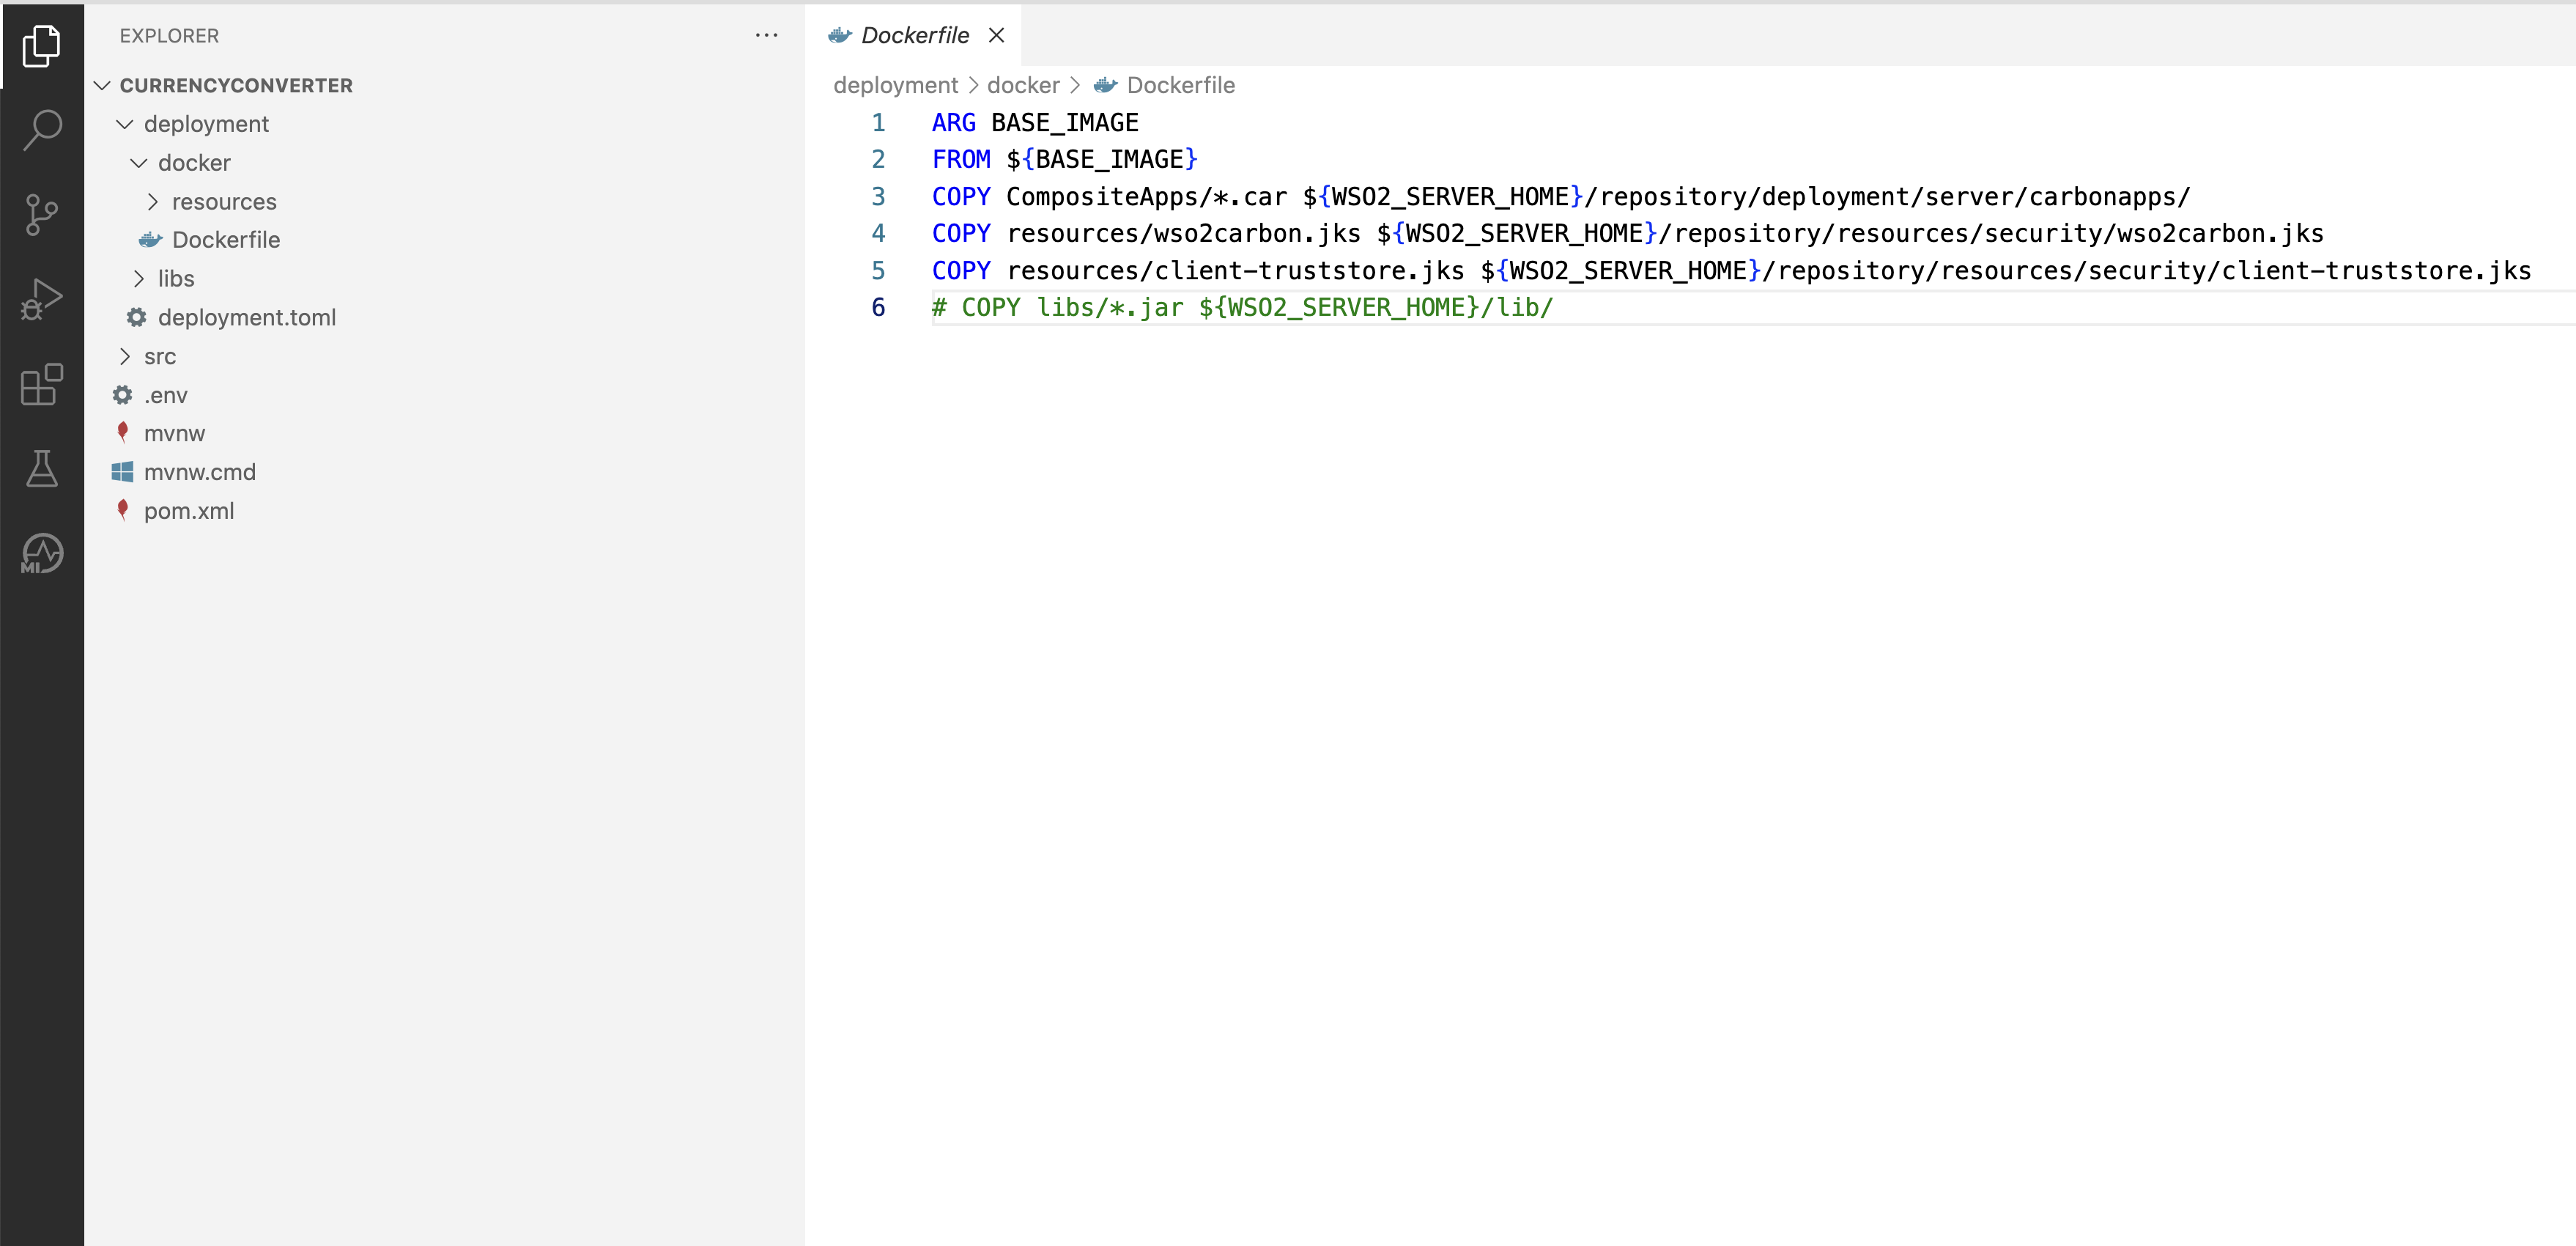 EXPLORER
CURRENCYCONVERTER
deployment
docker
resources
Dockerfile
libs
deployment.toml
src
.env
mvnw
mvnw.cmd
pom.xml
MI
Dockerfile
deployment > docker > Dockerfile
1 ARG BASE_IMAGE
2 FROM ${BASE_IMAGE}
3 COPY CompositeApps/*.car ${WSO2_SERVER_HOME}/repository/deployment/server/carbonapps/
4 COPY resources/wso2carbon.jks ${WSO2_SERVER_HOME}/repository/resources/security/wso2carbon.jks
5 COPY resources/client-truststore.jks ${WSO2_SERVER_HOME}/repository/resources/security/client-truststore.jks
6 # COPY libs/*.jar ${WSO2_SERVER_HOME}/lib/